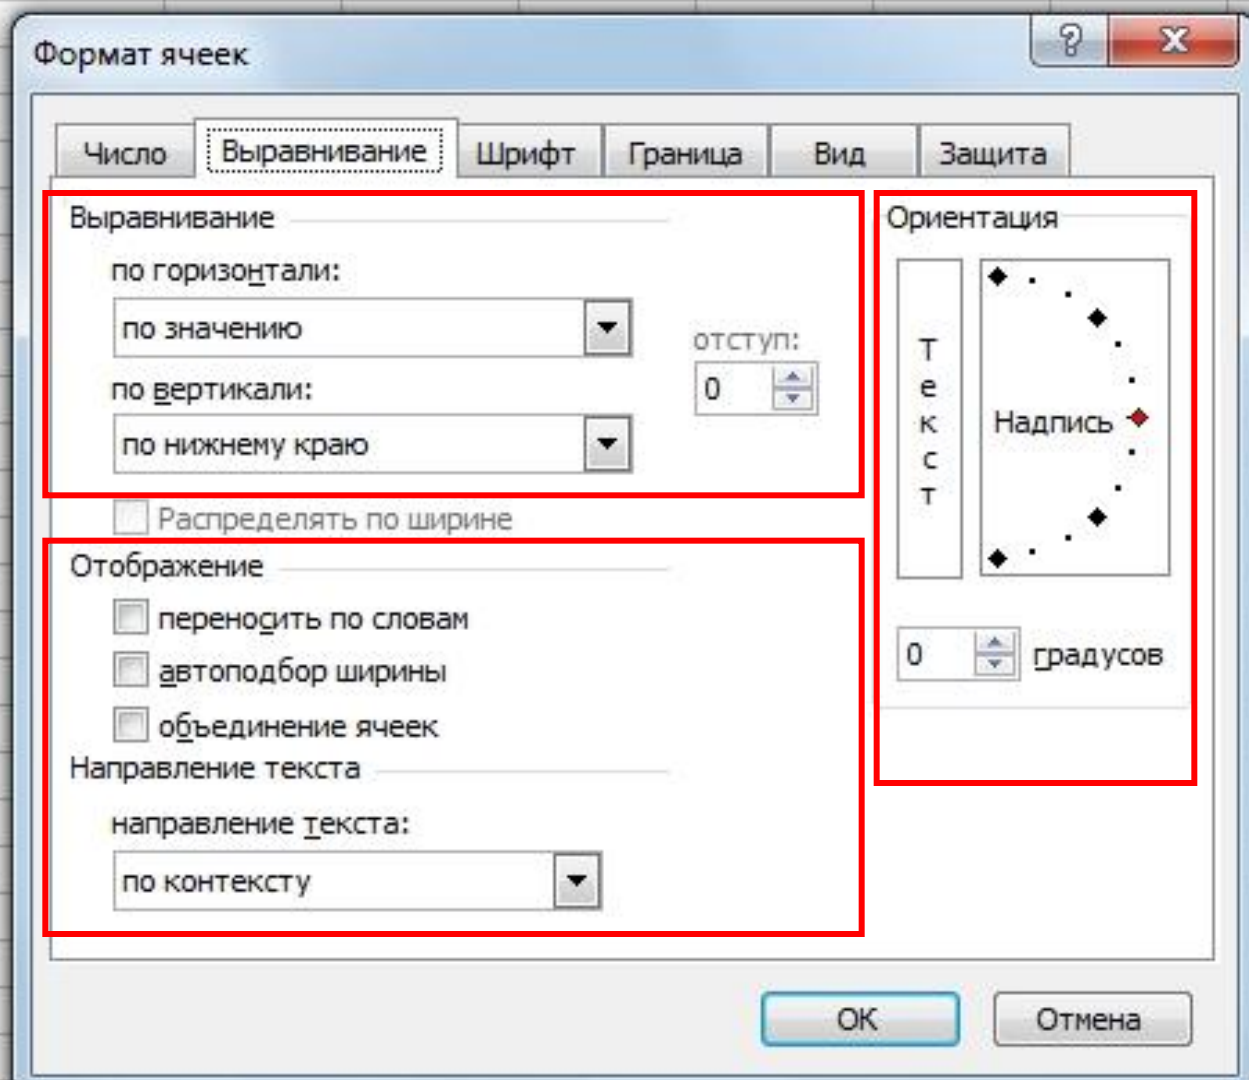 Формат ячеек
Число Выравнивание Шрифт Граница Вид Защита
Выравнивание
по горизонтали:
по значению
отступ:
0
по вертикали:
по нижнему краю
Распределять по ширине
Отображение
переносить по словам
автоподбор ширины
объединение ячеек
Направление текста
направление текста:
по контексту
Ориентация
Текст
Надпись
0 градусов
ОК Отмена